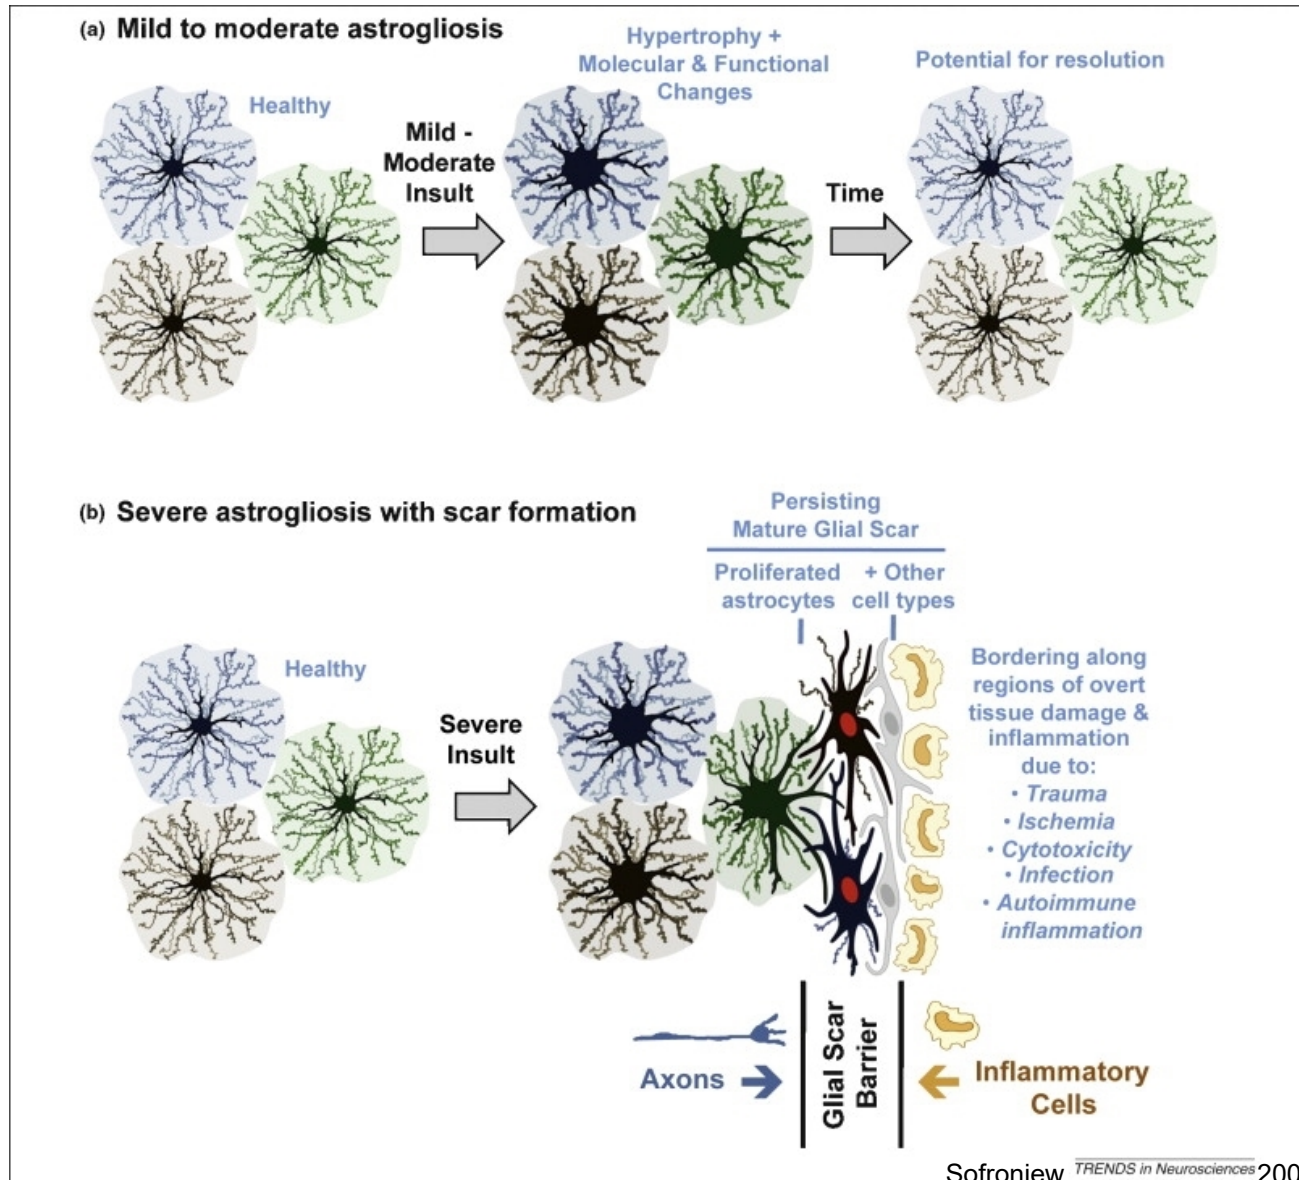 (a) Mild to moderate astrogliosis
Healthy
Mild -
Moderate
Insult
Hypertrophy +
Molecular & Functional
Changes
Time
Potential for resolution
(b) Severe astrogliosis with scar formation
Healthy
Severe
Insult
Persisting
Mature Glial Scar
Proliferated
astrocytes
+ Other
cell types
Bordering along
regions of overt
tissue damage &
inflammation
due to:
• Trauma
• Ischemia
• Cytotoxicity
• Infection
• Autoimmune
inflammation
Axons
Glial Scar
Barrier
Inflammatory
Cells
Sofroniew TRENDS in Neurosciences 200